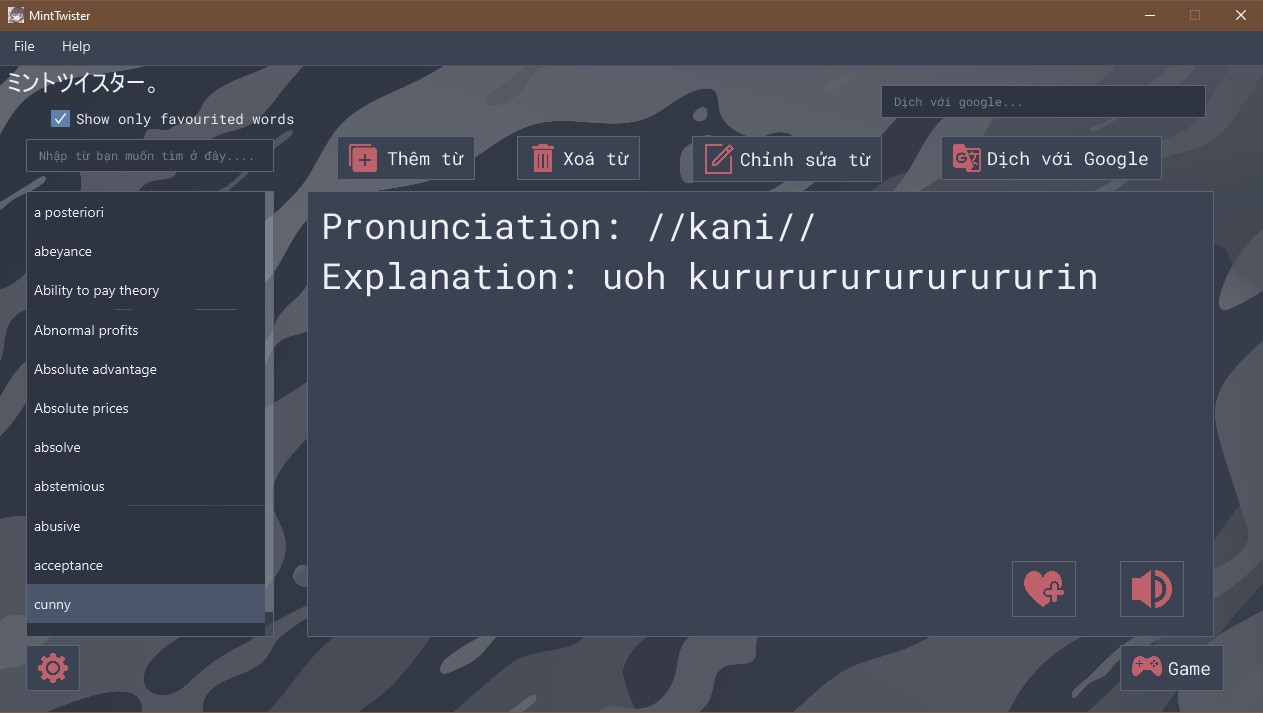 MintTwister
File Help
ミントツイスター。
Show only favourited words
Dịch với google...
Nhập từ bạn muốn tìm ở đây....
Thêm từ
Xoá từ
Chỉnh sửa từ
Dịch với Google
a posteriori
abeyance
Ability to pay theory
Abnormal profits
Absolute advantage
Absolute prices
absolve
abstemious
abusive
acceptance
cunny
Pronunciation: //kani//
Explanation: uoh kurururururururururin
Game